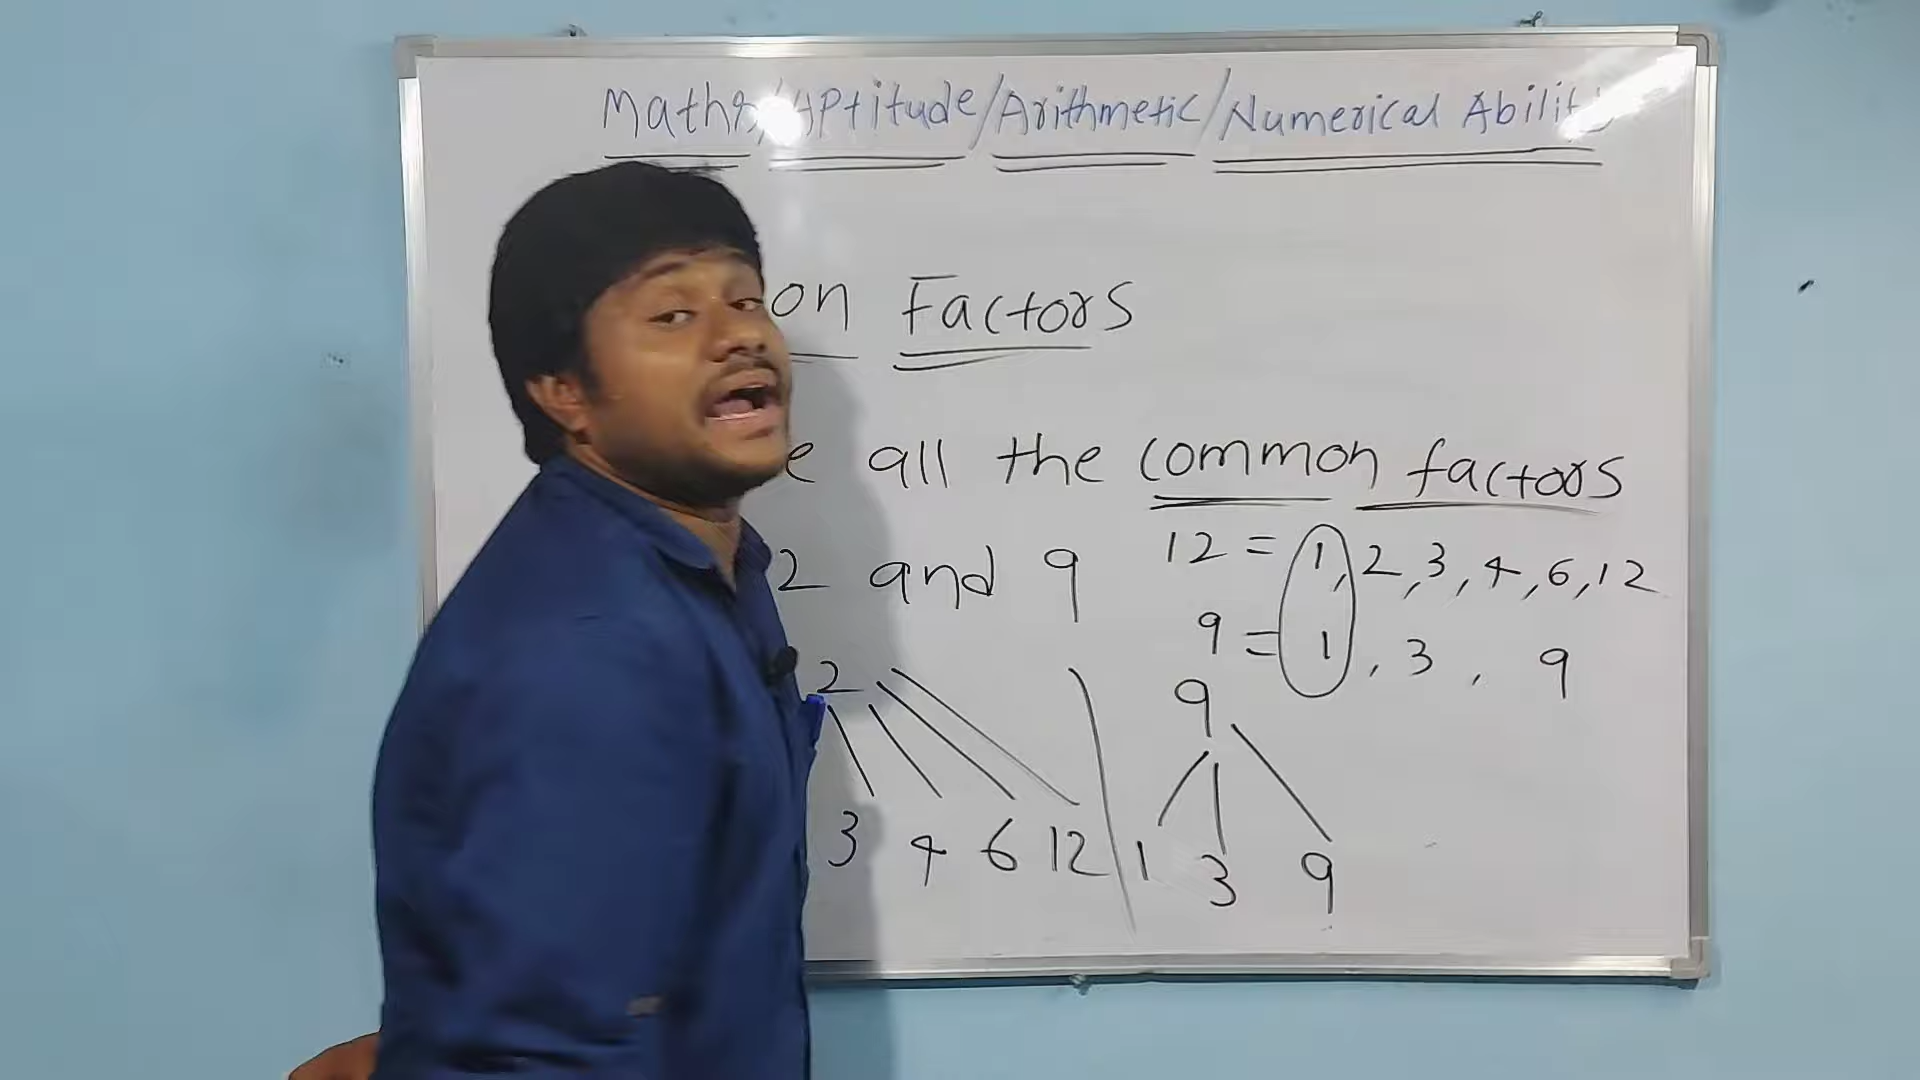 Maths/Aptitude/Arithmetic/Numerical Ability
on Factors
e all the common factors
2 and 9
12 = 1, 2, 3, 4, 6, 12
9 = 1, 3, 9
2
9
3 4 6 12
1 3 9